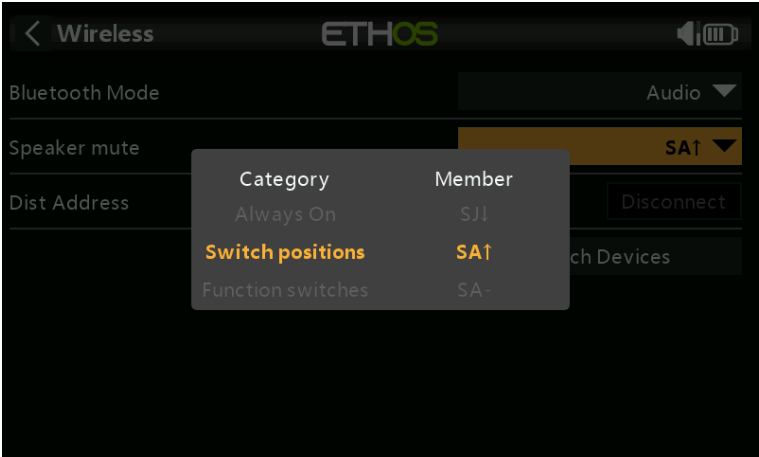 Wireless ETHOS
Bluetooth Mode Audio
Speaker mute SA↑
Category Member
Dist Address Disconnect
Always On SJ↓
Switch positions SA↑
ch Devices
Function switches SA-